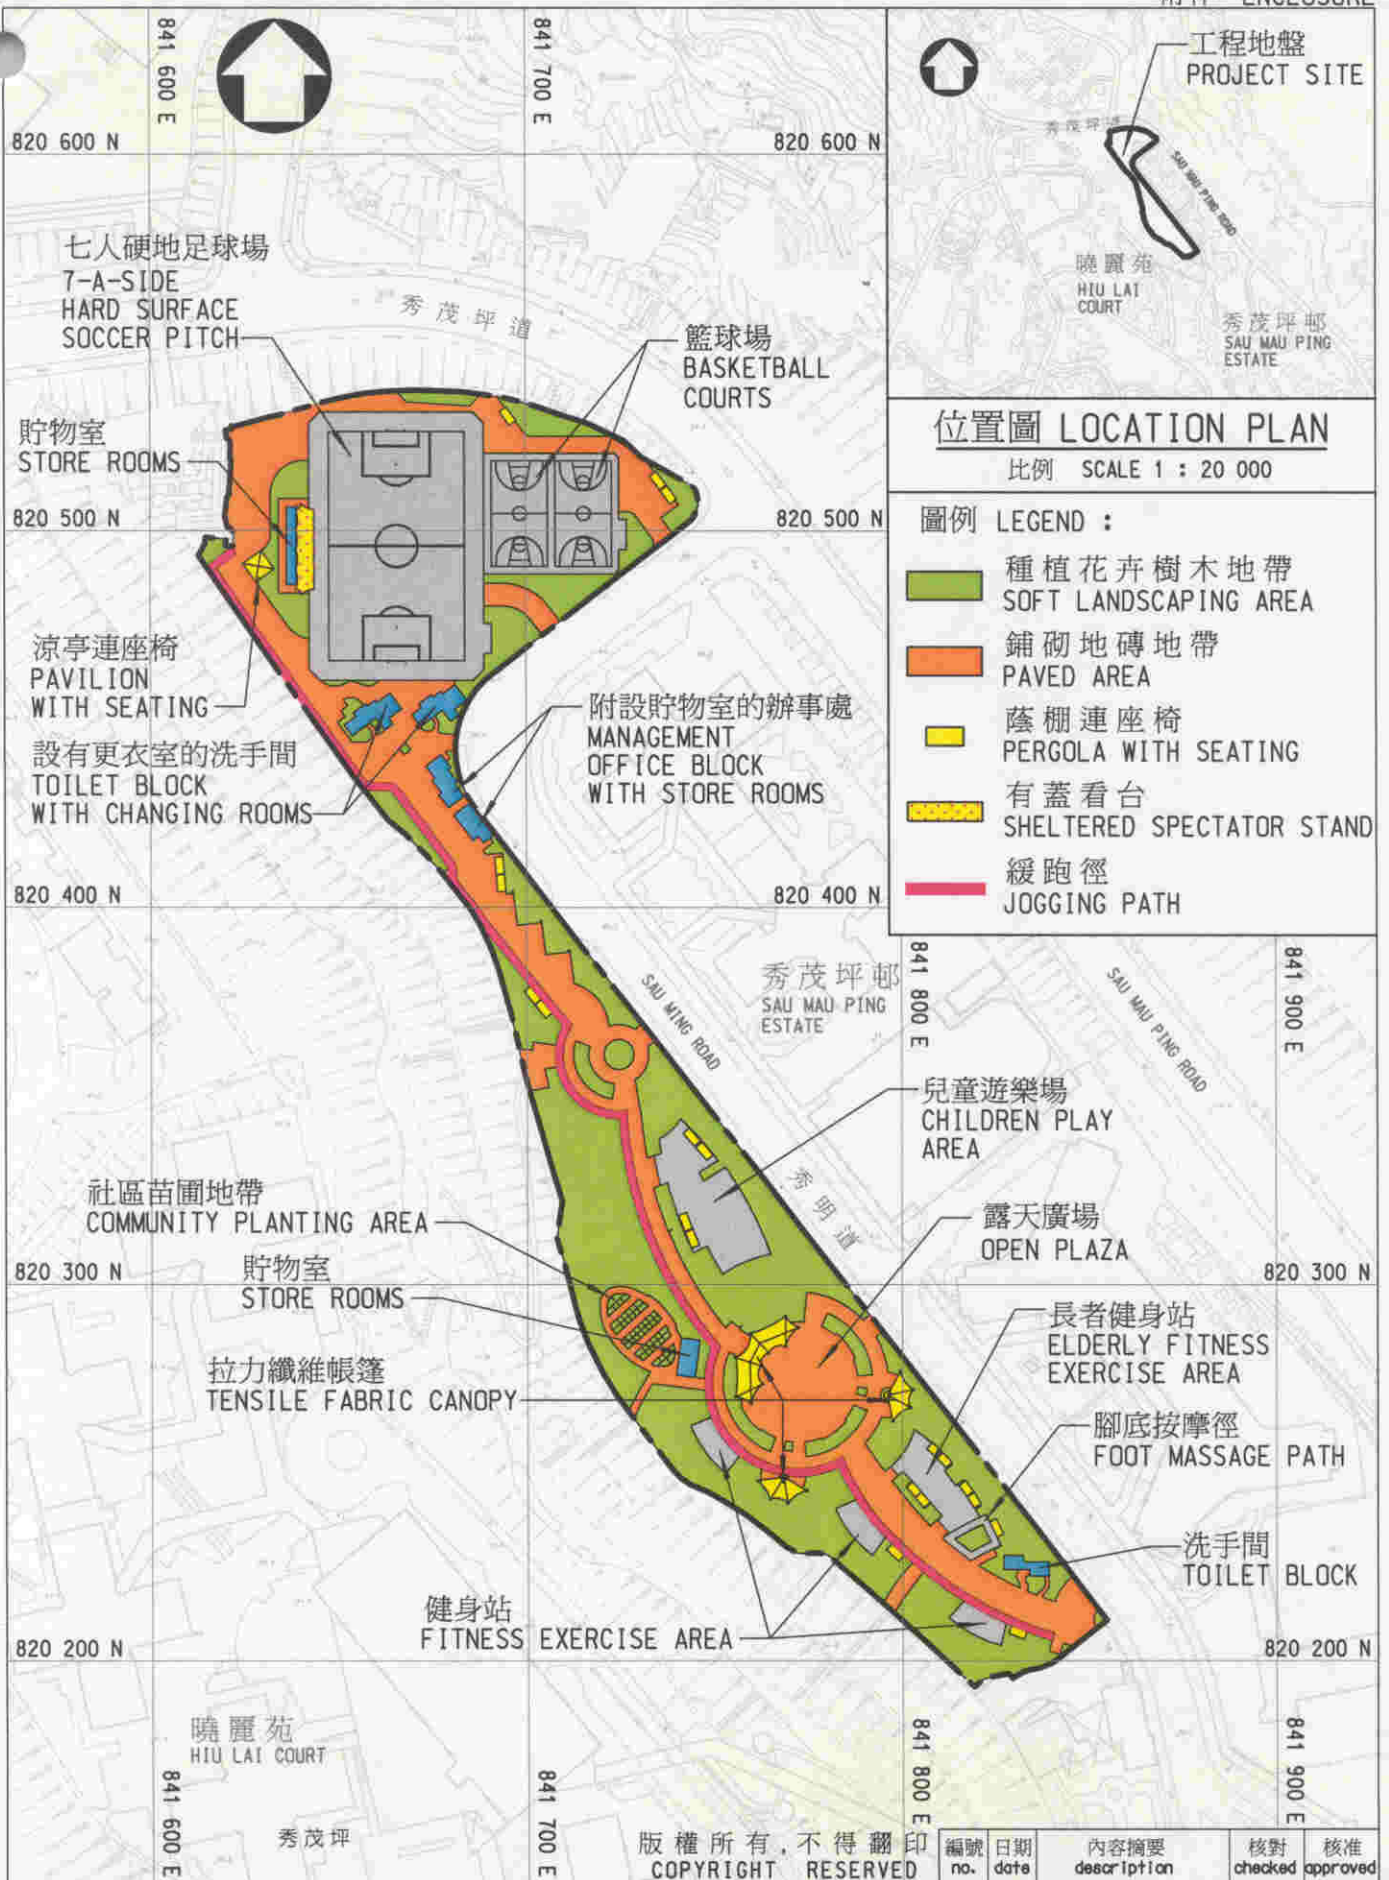 841 600 E
841 700 E
820 600 N
820 600 N
工程地盤
PROJECT SITE
秀茂坪道
SAU MAU PING ROAD
曉麗苑
HIU LAI
COURT
秀茂坪邨
SAU MAU PING
ESTATE
位置圖 LOCATION PLAN
比例 SCALE 1 : 20 000
圖例 LEGEND :
種植花卉樹木地帶
SOFT LANDSCAPING AREA
鋪砌地磚地帶
PAVED AREA
蔭棚連座椅
PERGOLA WITH SEATING
有蓋看台
SHELTERED SPECTATOR STAND
緩跑徑
JOGGING PATH
七人硬地足球場
7-A-SIDE
HARD SURFACE
SOCCER PITCH
秀茂坪道
籃球場
BASKETBALL
COURTS
貯物室
STORE ROOMS
820 500 N
820 500 N
涼亭連座椅
PAVILION
WITH SEATING
設有更衣室的洗手間
TOILET BLOCK
WITH CHANGING ROOMS
附設貯物室的辦事處
MANAGEMENT
OFFICE BLOCK
WITH STORE ROOMS
820 400 N
820 400 N
841 800 E
841 900 E
SAU MING ROAD
秀茂坪邨
SAU MAU PING
ESTATE
SAU MAU PING ROAD
兒童遊樂場
CHILDREN PLAY
AREA
秀明道
社區苗圃地帶
COMMUNITY PLANTING AREA
露天廣場
OPEN PLAZA
820 300 N
820 300 N
貯物室
STORE ROOMS
長者健身站
ELDERLY FITNESS
EXERCISE AREA
拉力纖維帳篷
TENSILE FABRIC CANOPY
腳底按摩徑
FOOT MASSAGE PATH
洗手間
TOILET BLOCK
健身站
FITNESS EXERCISE AREA
820 200 N
820 200 N
曉麗苑
HIU LAI COURT
秀茂坪
841 600 E
841 700 E
841 800 E
841 900 E
版權所有，不得翻印
COPYRIGHT RESERVED
編號 日期 內容摘要 核對 核准
no. date description checked approved